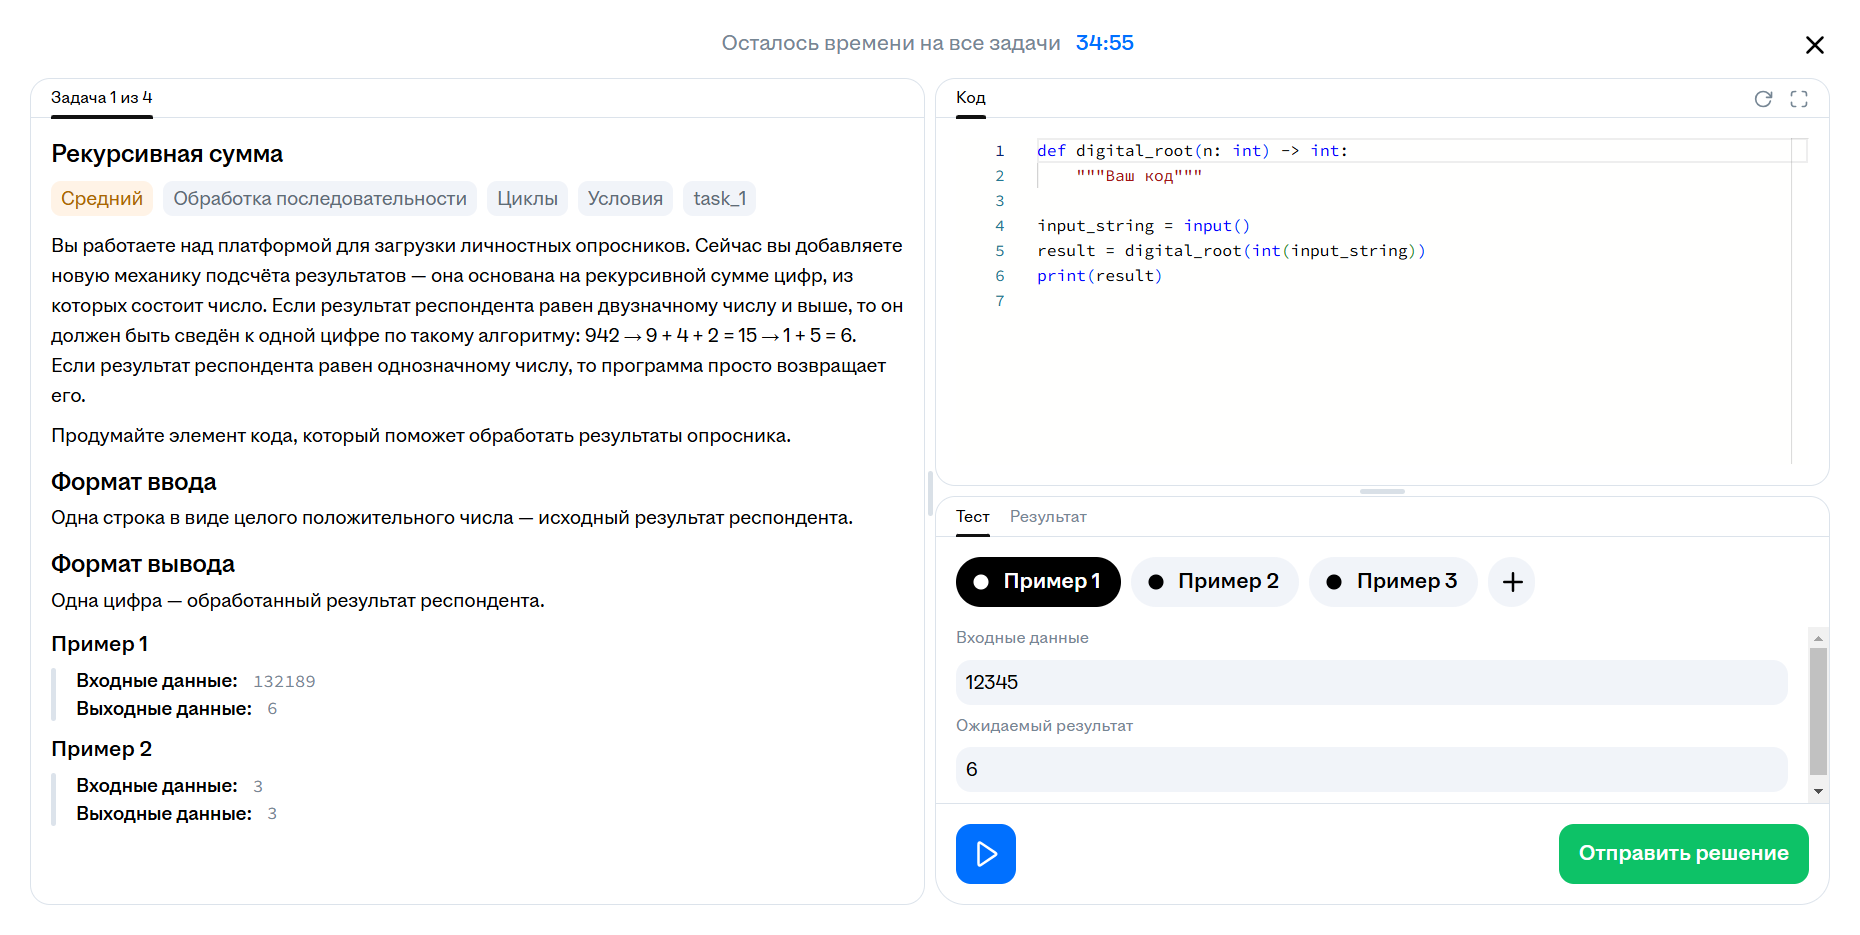 Осталось времени на все задачи 34:55
Задача 1 из 4
Рекурсивная сумма
Средний Обработка последовательности Циклы Условия task_1
Вы работаете над платформой для загрузки личностных опросников. Сейчас вы добавляете
новую механику подсчёта результатов — она основана на рекурсивной сумме цифр, из
которых состоит число. Если результат респондента равен двузначному числу и выше, то он
должен быть сведён к одной цифре по такому алгоритму: 942 → 9 + 4 + 2 = 15 → 1 + 5 = 6.
Если результат респондента равен однозначному числу, то программа просто возвращает
его.
Продумайте элемент кода, который поможет обработать результаты опросника.
Формат ввода
Одна строка в виде целого положительного числа — исходный результат респондента.
Формат вывода
Одна цифра — обработанный результат респондента.
Пример 1
Входные данные: 132189
Выходные данные: 6
Пример 2
Входные данные: 3
Выходные данные: 3
Код
1 def digital_root(n: int) -> int:
2 """Ваш код"""
3
4 input_string = input()
5 result = digital_root(int(input_string))
6 print(result)
7
Тест Результат
Пример 1 Пример 2 Пример 3 +
Входные данные
12345
Ожидаемый результат
6
Отправить решение